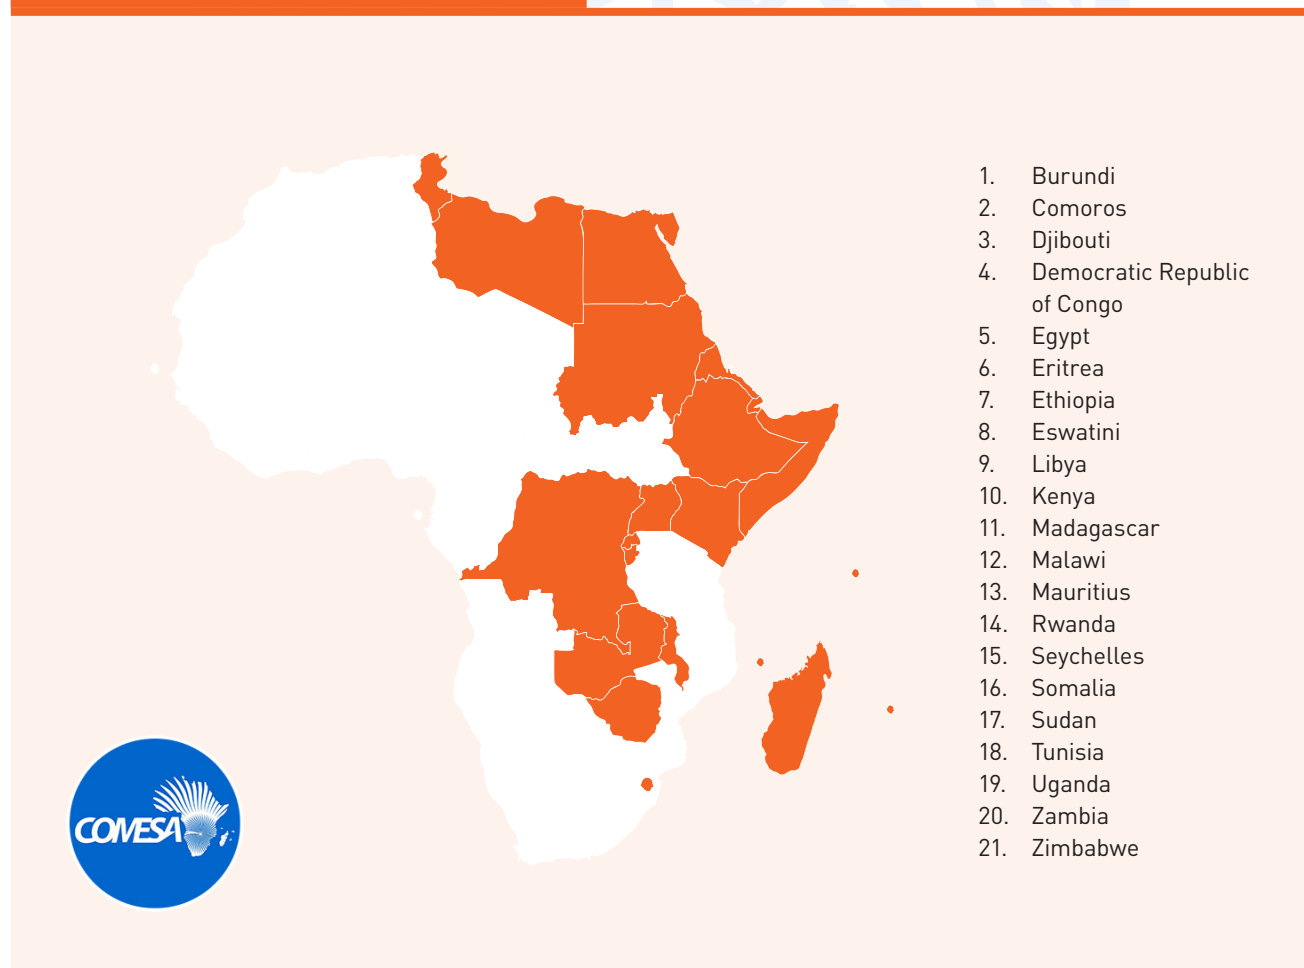 1. Burundi
2. Comoros
3. Djibouti
4. Democratic Republic
of Congo
5. Egypt
6. Eritrea
7. Ethiopia
8. Eswatini
9. Libya
10. Kenya
11. Madagascar
12. Malawi
13. Mauritius
14. Rwanda
15. Seychelles
16. Somalia
17. Sudan
18. Tunisia
19. Uganda
20. Zambia
21. Zimbabwe
COMESA